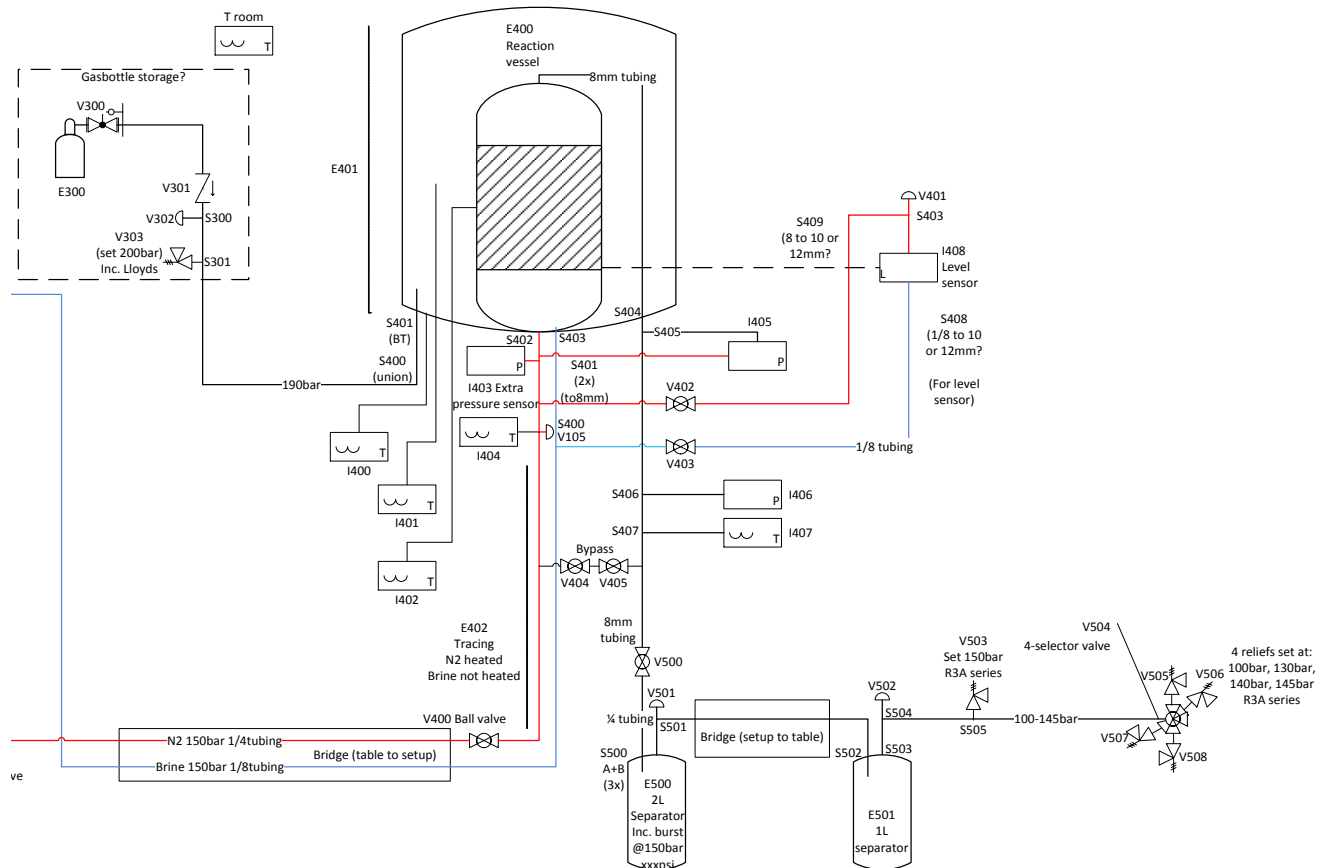 T room
T
Gasbottle storage?
V300
E300
V301
V302
S300
V303
(set 200bar)
Inc. Lloyds
S301
E401
E400
Reaction
vessel
8mm tubing
S401
(BT)
S400
(union)
190bar
S402
S403
S404
S405
I405
P
P
I403 Extra
pressure sensor
S401
(2x)
(to8mm)
S400
V105
T
I404
T
I400
T
I401
T
I402
V402
V403
1/8 tubing
S409
(8 to 10 or
12mm?
V401
S403
L
I408
Level
sensor
S408
(1/8 to 10
or 12mm?
(For level
sensor)
S406
P
I406
S407
T
I407
Bypass
V404
V405
E402
Tracing
N2 heated
Brine not heated
8mm
tubing
V500
V400 Ball valve
N2 150bar 1/4tubing
Bridge (table to setup)
Brine 150bar 1/8tubing
ve
V501
¼ tubing
S501
S500
A+B
(3x)
E500
2L
Separator
Inc. burst
@150bar
xxxpsi
Bridge (setup to table)
S502
V502
S504
S503
E501
1L
separator
V503
Set 150bar
R3A series
S505
100-145bar
V504
4-selector valve
V505
V506
V507
V508
4 reliefs set at:
100bar, 130bar,
140bar, 145bar
R3A series